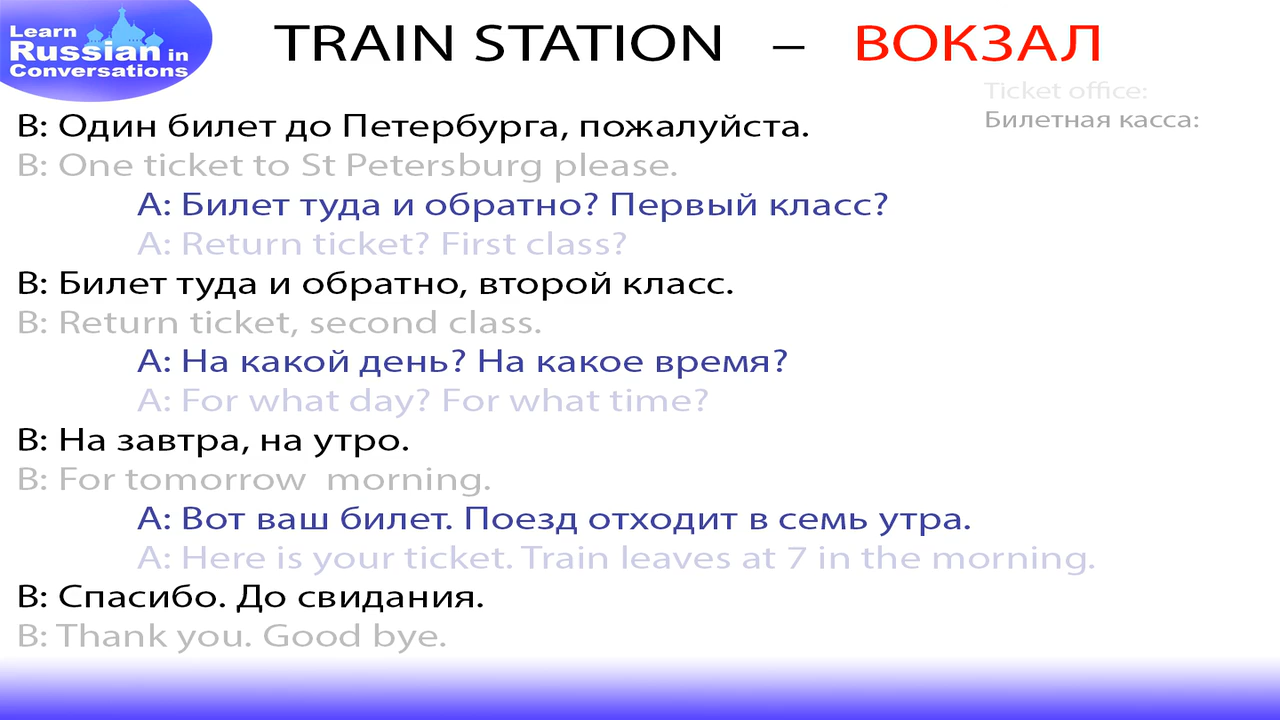 Learn
Russian in
Conversations
TRAIN STATION – ВОКЗАЛ
Ticket office:
Билетная касса:
В: Один билет до Петербурга, пожалуйста.
B: One ticket to St Petersburg please.
А: Билет туда и обратно? Первый класс?
A: Return ticket? First class?
В: Билет туда и обратно, второй класс.
B: Return ticket, second class.
А: На какой день? На какое время?
A: For what day? For what time?
В: На завтра, на утро.
B: For tomorrow  morning.
А: Вот ваш билет. Поезд отходит в семь утра.
A: Here is your ticket. Train leaves at 7 in the morning.
В: Спасибо. До свидания.
B: Thank you. Good bye.